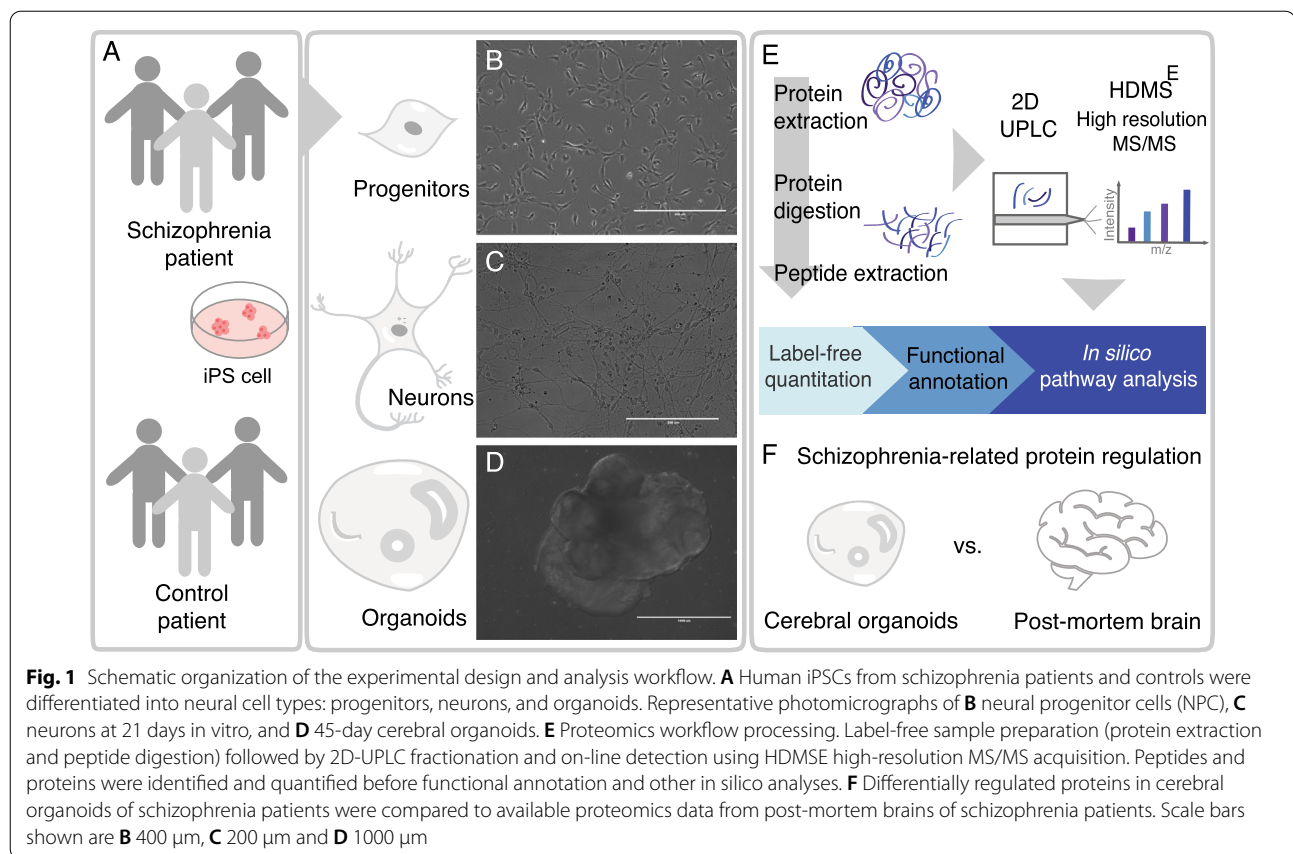 A
Schizophrenia
patient
iPS cell
Control
patient
Progenitors
Neurons
Organoids
B
C
D
1000 µm
E
Protein
extraction
Protein
digestion
Peptide extraction
2D
UPLC
HDMS E
High resolution
MS/MS
Intensity
m/z
Label-free
quantitation
Functional
annotation
In silico
pathway analysis
F Schizophrenia-related protein regulation
vs.
Cerebral organoids
Post-mortem brain
Fig. 1 Schematic organization of the experimental design and analysis workflow. A Human iPSCs from schizophrenia patients and controls were
differentiated into neural cell types: progenitors, neurons, and organoids. Representative photomicrographs of B neural progenitor cells (NPC), C
neurons at 21 days in vitro, and D 45-day cerebral organoids. E Proteomics workflow processing. Label-free sample preparation (protein extraction
and peptide digestion) followed by 2D-UPLC fractionation and on-line detection using HDMSE high-resolution MS/MS acquisition. Peptides and
proteins were identified and quantified before functional annotation and other in silico analyses. F Differentially regulated proteins in cerebral
organoids of schizophrenia patients were compared to available proteomics data from post-mortem brains of schizophrenia patients. Scale bars
shown are B 400 µm, C 200 µm and D 1000 µm